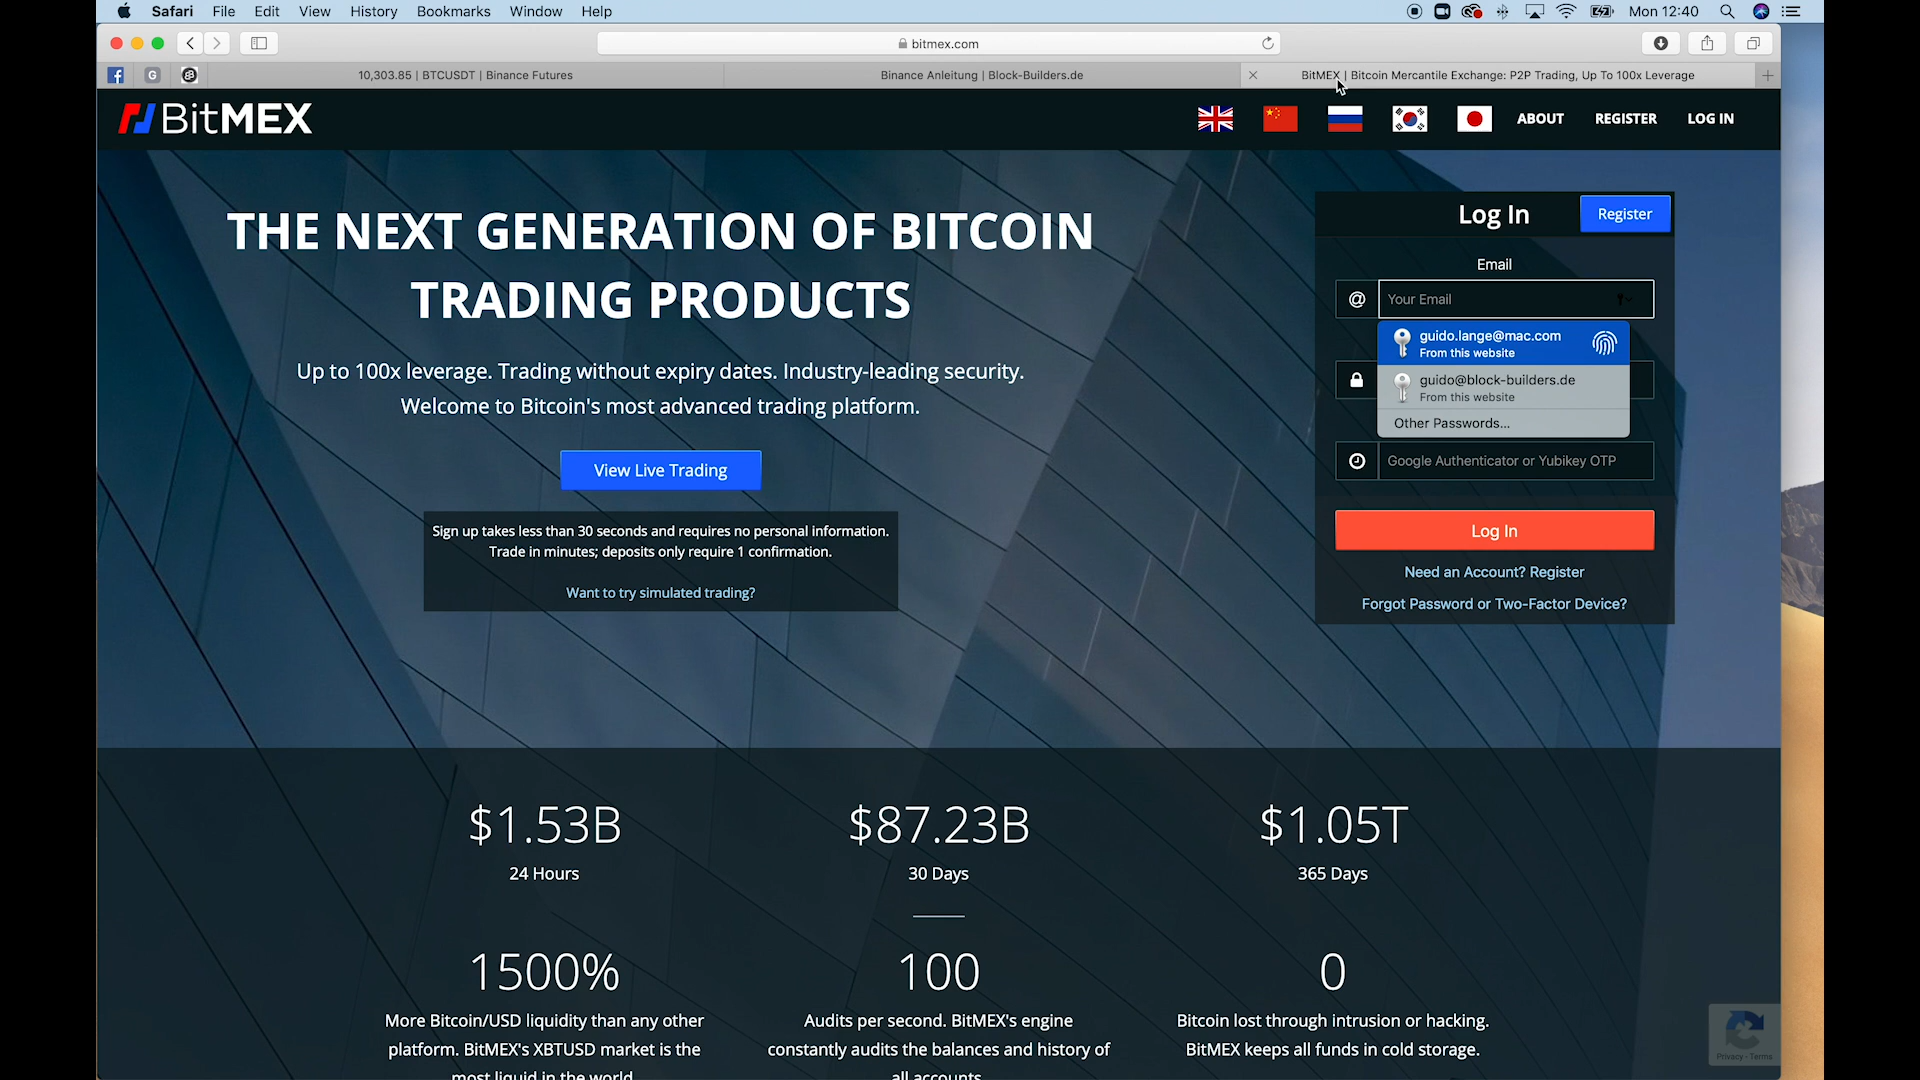 Safari File Edit View History Bookmarks Window Help
Mon 12:40
bitmex.com
10,303.85 | BTCUSDT | Binance Futures
Binance Anleitung | Block-Builders.de
BitMEX | Bitcoin Mercantile Exchange: P2P Trading, Up To 100x Leverage
BitMEX
ABOUT REGISTER LOG IN
THE NEXT GENERATION OF BITCOIN
TRADING PRODUCTS
Up to 100x leverage. Trading without expiry dates. Industry-leading security.
Welcome to Bitcoin's most advanced trading platform.
View Live Trading
Sign up takes less than 30 seconds and requires no personal information.
Trade in minutes; deposits only require 1 confirmation.
Want to try simulated trading?
Log In
Register
Email
@
Your Email
guido.lange@mac.com
From this website
guido@block-builders.de
From this website
Other Passwords...
Google Authenticator or Yubikey OTP
Log In
Need an Account? Register
Forgot Password or Two-Factor Device?
$1.53B
24 Hours
$87.23B
30 Days
$1.05T
365 Days
1500%
More Bitcoin/USD liquidity than any other
platform. BitMEX's XBTUSD market is the
most liquid in the world
100
Audits per second. BitMEX's engine
constantly audits the balances and history of
all accounts
0
Bitcoin lost through intrusion or hacking.
BitMEX keeps all funds in cold storage.
Privacy - Terms